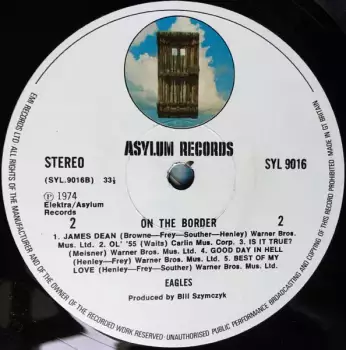 ASYLUM RECORDS
STEREO
SYL 9016
(SYL.9016B) 33⅓
Ⓟ 1974
Elektra/Asylum
Records
2
ON THE BORDER
2
1. JAMES DEAN (Browne—Frey—Souther—Henley) Warner Bros.
Mus. Ltd. 2. OL' '55 (Waits) Carlin Mus. Corp. 3. IS IT TRUE?
(Meisner) Warner Bros. Mus. Ltd. 4. GOOD DAY IN HELL
(Henley—Frey) Warner Bros. Mus. Ltd. 5. BEST OF MY
LOVE (Henley—Frey—Souther) Warner Bros. Mus. Ltd.
EAGLES
Produced by Bill Szymczyk
EMI RECORDS LTD ALL RIGHTS OF THE MANUFACTURER AND OF THE OWNER OF THE RECORDED WORK RESERVED·UNAUTHORISED PUBLIC PERFORMANCE BROADCASTING AND COPYING OF THIS RECORD PROHIBITED MADE IN GT BRITAIN